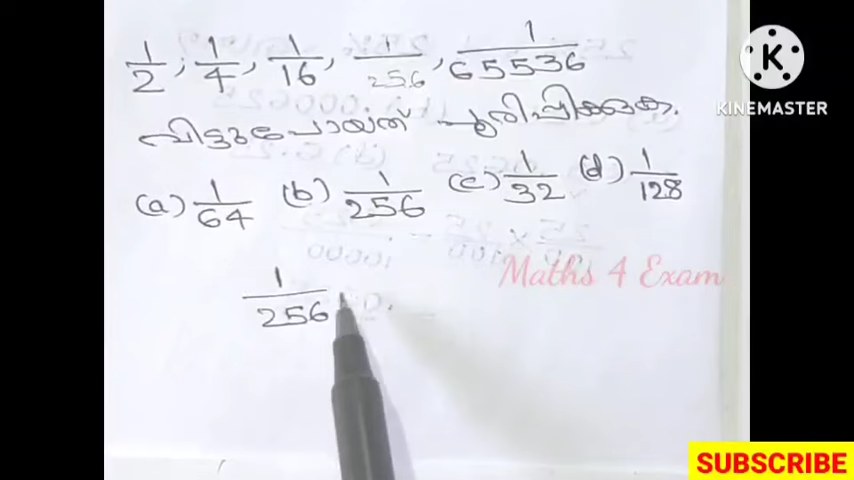 1/2, 1/4, 1/16, 1/256, 1/65536
വിട്ടുപോയത് പൂരിപ്പിക്കുക.
(a) 1/64 (b) 1/256 (c) 1/32 (d) 1/128
1/256
Maths 4 Exam
KINEMASTER
SUBSCRIBE